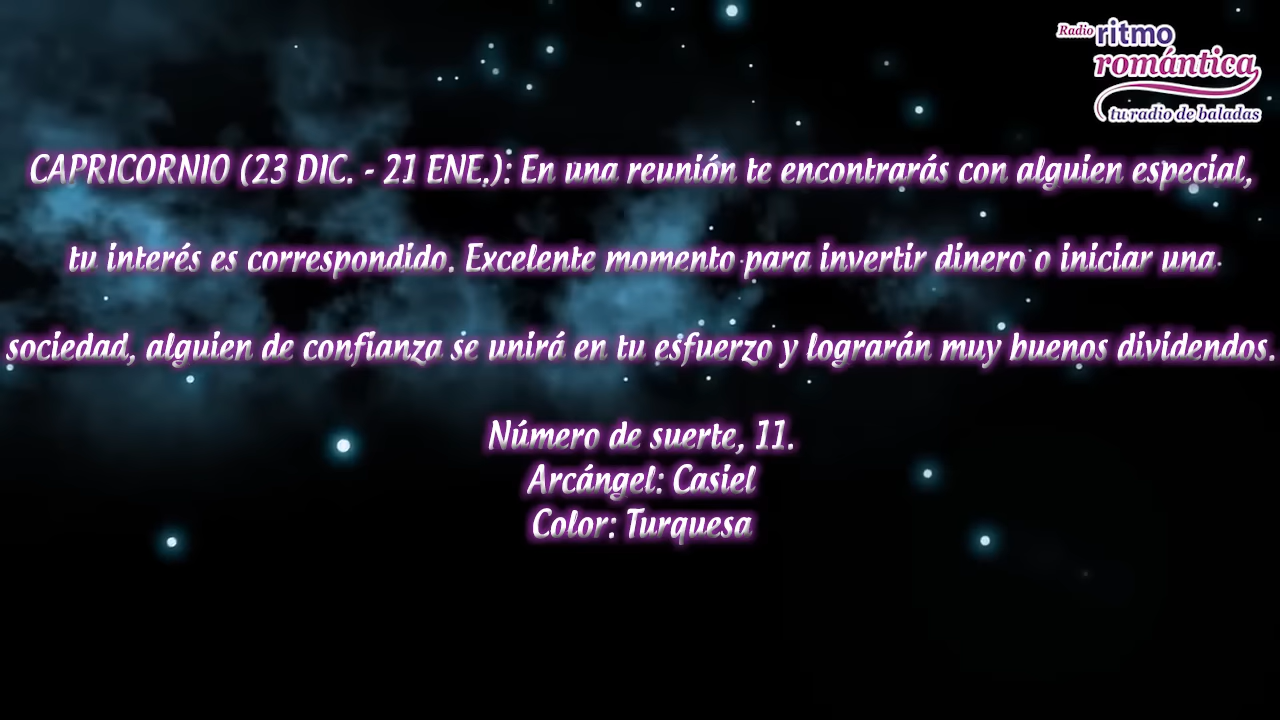 Radio ritmo
romántica
tu radio de baladas
CAPRICORNIO (23 DIC. - 21 ENE.): En una reunión te encontrarás con alguien especial,
tu interés es correspondido. Excelente momento para invertir dinero o iniciar una
sociedad, alguien de confianza se unirá en tu esfuerzo y lograrán muy buenos dividendos.
Número de suerte, 11.
Arcángel: Casiel
Color: Turquesa